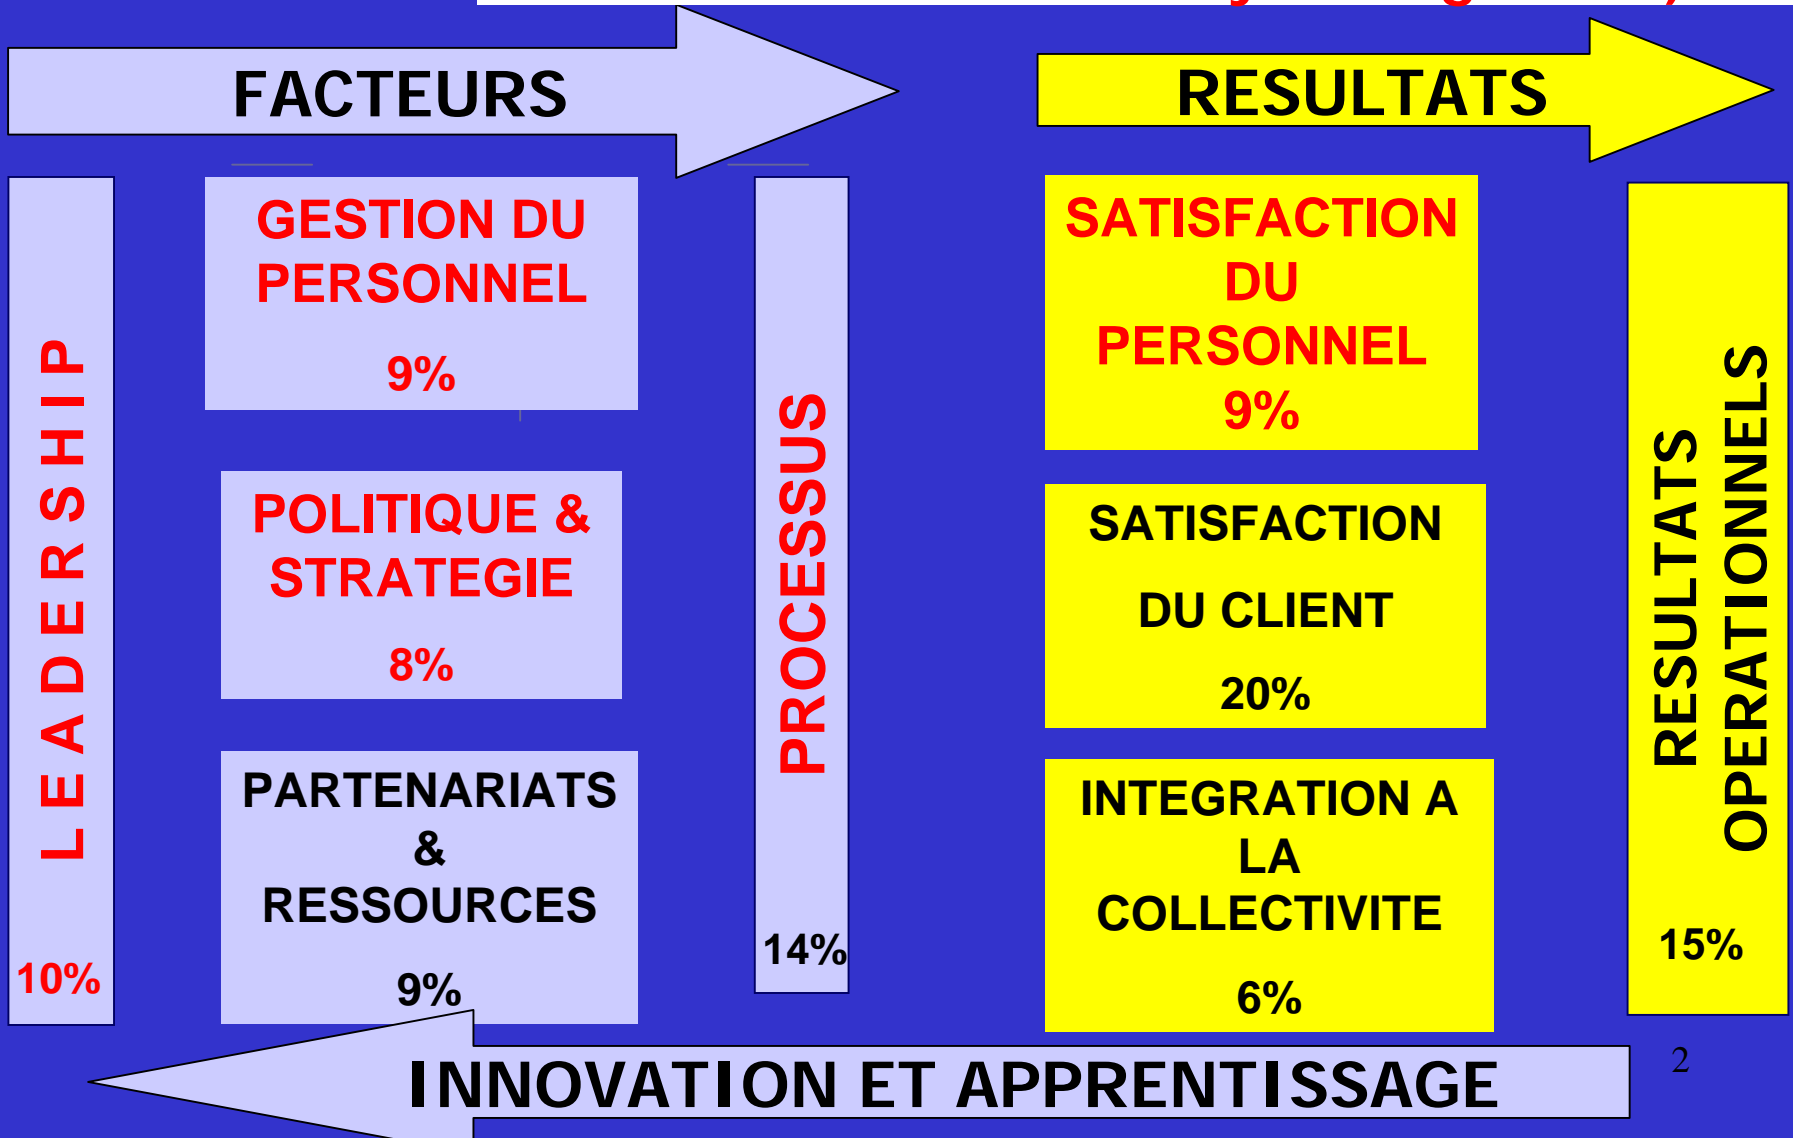 FACTEURS
RESULTATS
LEADERSHIP
10%
GESTION DU
PERSONNEL
9%
POLITIQUE &
STRATEGIE
8%
PARTENARIATS
&
RESSOURCES
9%
PROCESSUS
14%
SATISFACTION
DU
PERSONNEL
9%
SATISFACTION
DU CLIENT
20%
INTEGRATION A
LA
COLLECTIVITE
6%
RESULTATS
OPERATIONNELS
15%
INNOVATION ET APPRENTISSAGE
2